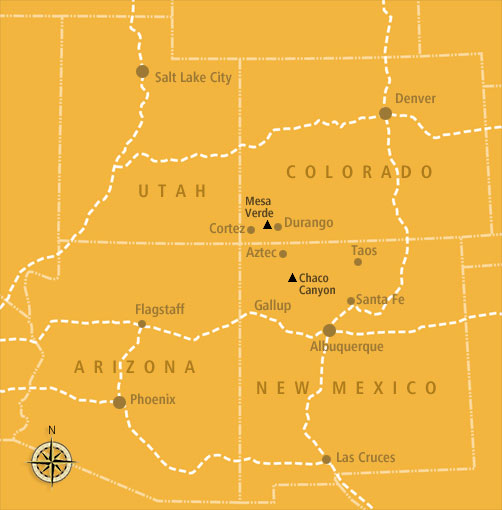 Salt Lake City
Denver
COLORADO
UTAH
Mesa
Verde
Durango
Cortez
Aztec
Taos
Chaco
Canyon
Gallup
Santa Fe
Flagstaff
Albuquerque
ARIZONA
NEW MEXICO
Phoenix
N
Las Cruces